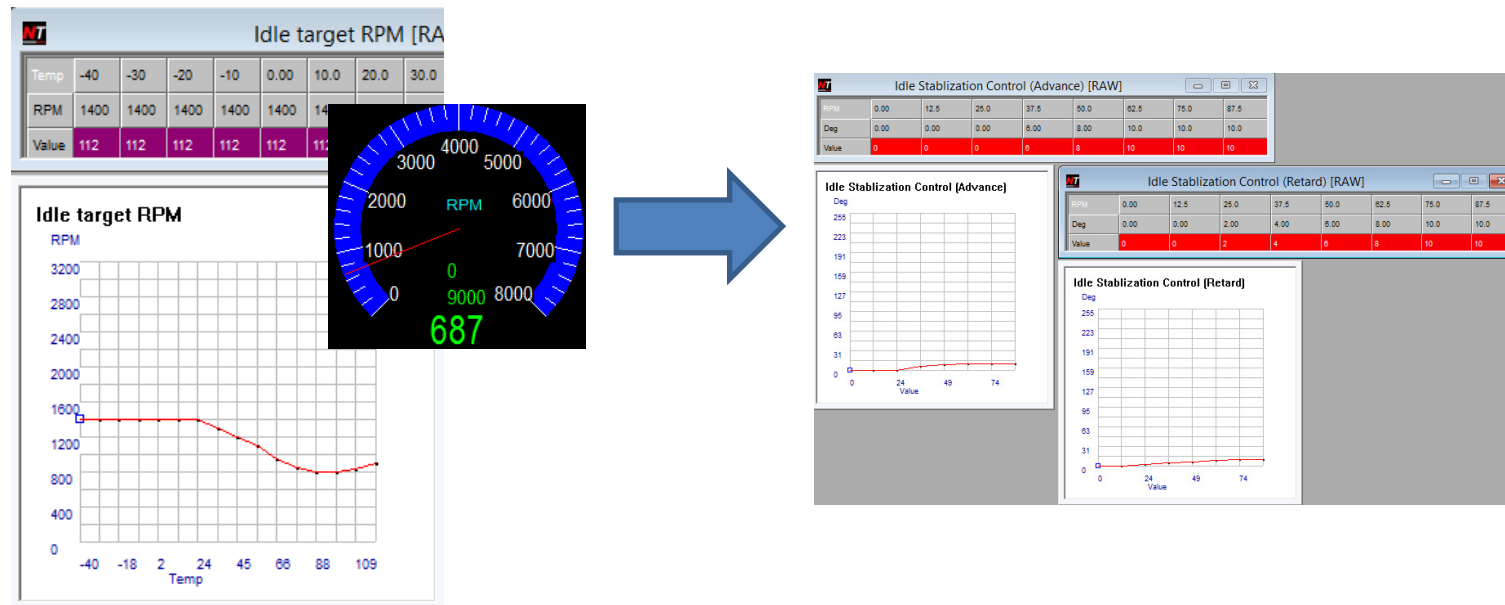 NT
Idle target RPM [RA
Temp -40 -30 -20 -10 0.00 10.0 20.0 30.0
RPM 1400 1400 1400 1400 1400 14
Value 112 112 112 112 112 112
Idle target RPM
RPM
3200
2800
2400
2000
1600
1200
800
400
0
-40 -18 2 24 45 66 88 109
Temp
4000
3000 5000
2000 RPM 6000
1000 7000
0
0 9000 8000
687
NT
Idle Stablization Control (Advance) [RAW]
RPM 0.00 12.5 25.0 37.5 50.0 62.5 75.0 87.5
Deg 0.00 0.00 0.00 6.00 8.00 10.0 10.0 10.0
Value 0 0 0 6 8 10 10 10
Idle Stablization Control (Advance)
Deg
255
223
191
159
127
95
63
31
0
0 24 49 74
Value
NT
Idle Stablization Control (Retard) [RAW]
RPM 0.00 12.5 25.0 37.5 50.0 62.5 75.0 87.5
Deg 0.00 0.00 2.00 4.00 6.00 8.00 10.0 10.0
Value 0 0 2 4 6 8 10 10
Idle Stablization Control (Retard)
Deg
255
223
191
159
127
95
63
31
0
0 24 49 74
Value